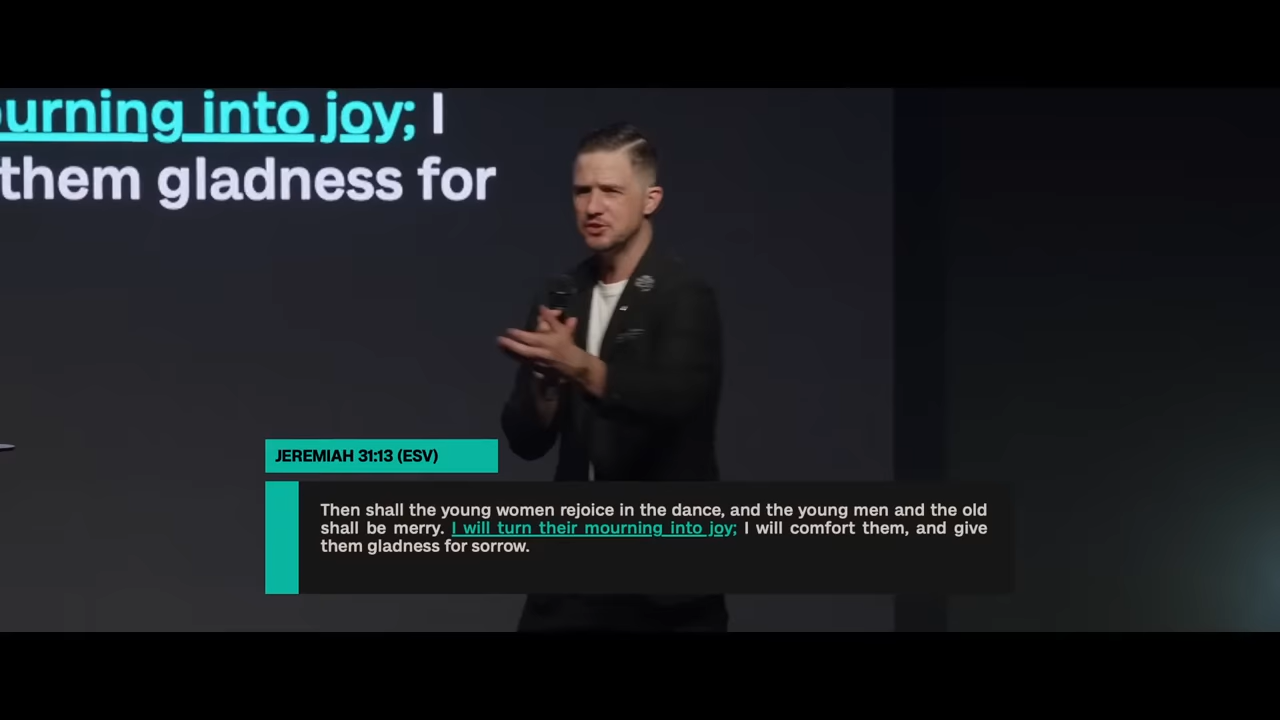 ourning into joy; I
them gladness for
JEREMIAH 31:13 (ESV)
Then shall the young women rejoice in the dance, and the young men and the old
shall be merry. I will turn their mourning into joy; I will comfort them, and give
them gladness for sorrow.